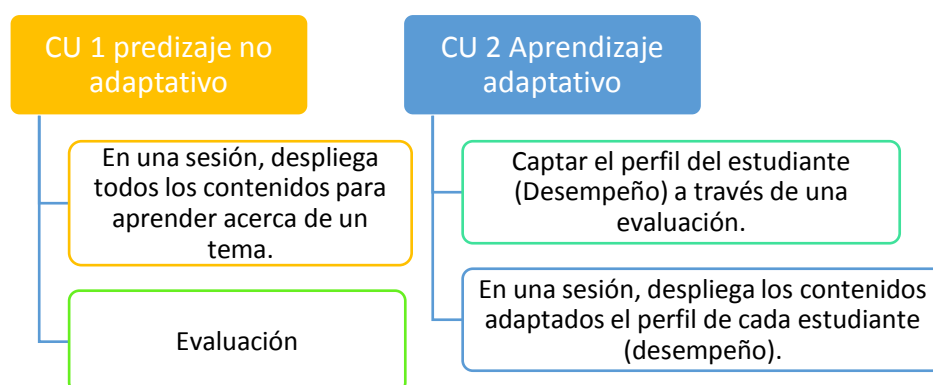 CU 1 predizaje no
adaptativo
En una sesión, despliega
todos los contenidos para
aprender acerca de un
tema.
Evaluación
CU 2 Aprendizaje
adaptativo
Captar el perfil del estudiante
(Desempeño) a través de una
evaluación.
En una sesión, despliega los contenidos
adaptados el perfil de cada estudiante
(desempeño).